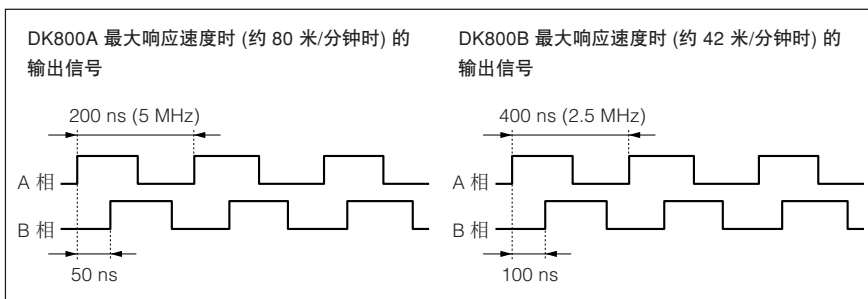 DK800A 最大响应速度时 (约 80 米/分钟时) 的
输出信号
200 ns (5 MHz)
A 相
B 相
50 ns
DK800B 最大响应速度时 (约 42 米/分钟时) 的
输出信号
400 ns (2.5 MHz)
A 相
B 相
100 ns